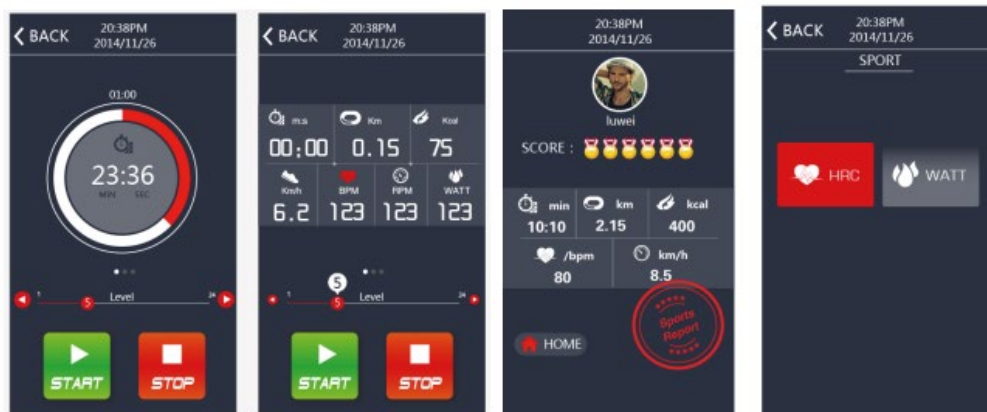 BACK
20:38PM
2014/11/26
01:00
23:36
MIN SEC
1 5 Level 24
START STOP
BACK
20:38PM
2014/11/26
m:s Km Kcal
00:00 0.15 75
Km/h BPM RPM WATT
6.2 123 123 123
5
1 5 Level 24
START STOP
20:38PM
2014/11/26
luwei
SCORE :
min km kcal
10:10 2.15 400
/bpm km/h
80 8.5
Sports
Report
HOME
BACK
20:38PM
2014/11/26
SPORT
HRC WATT